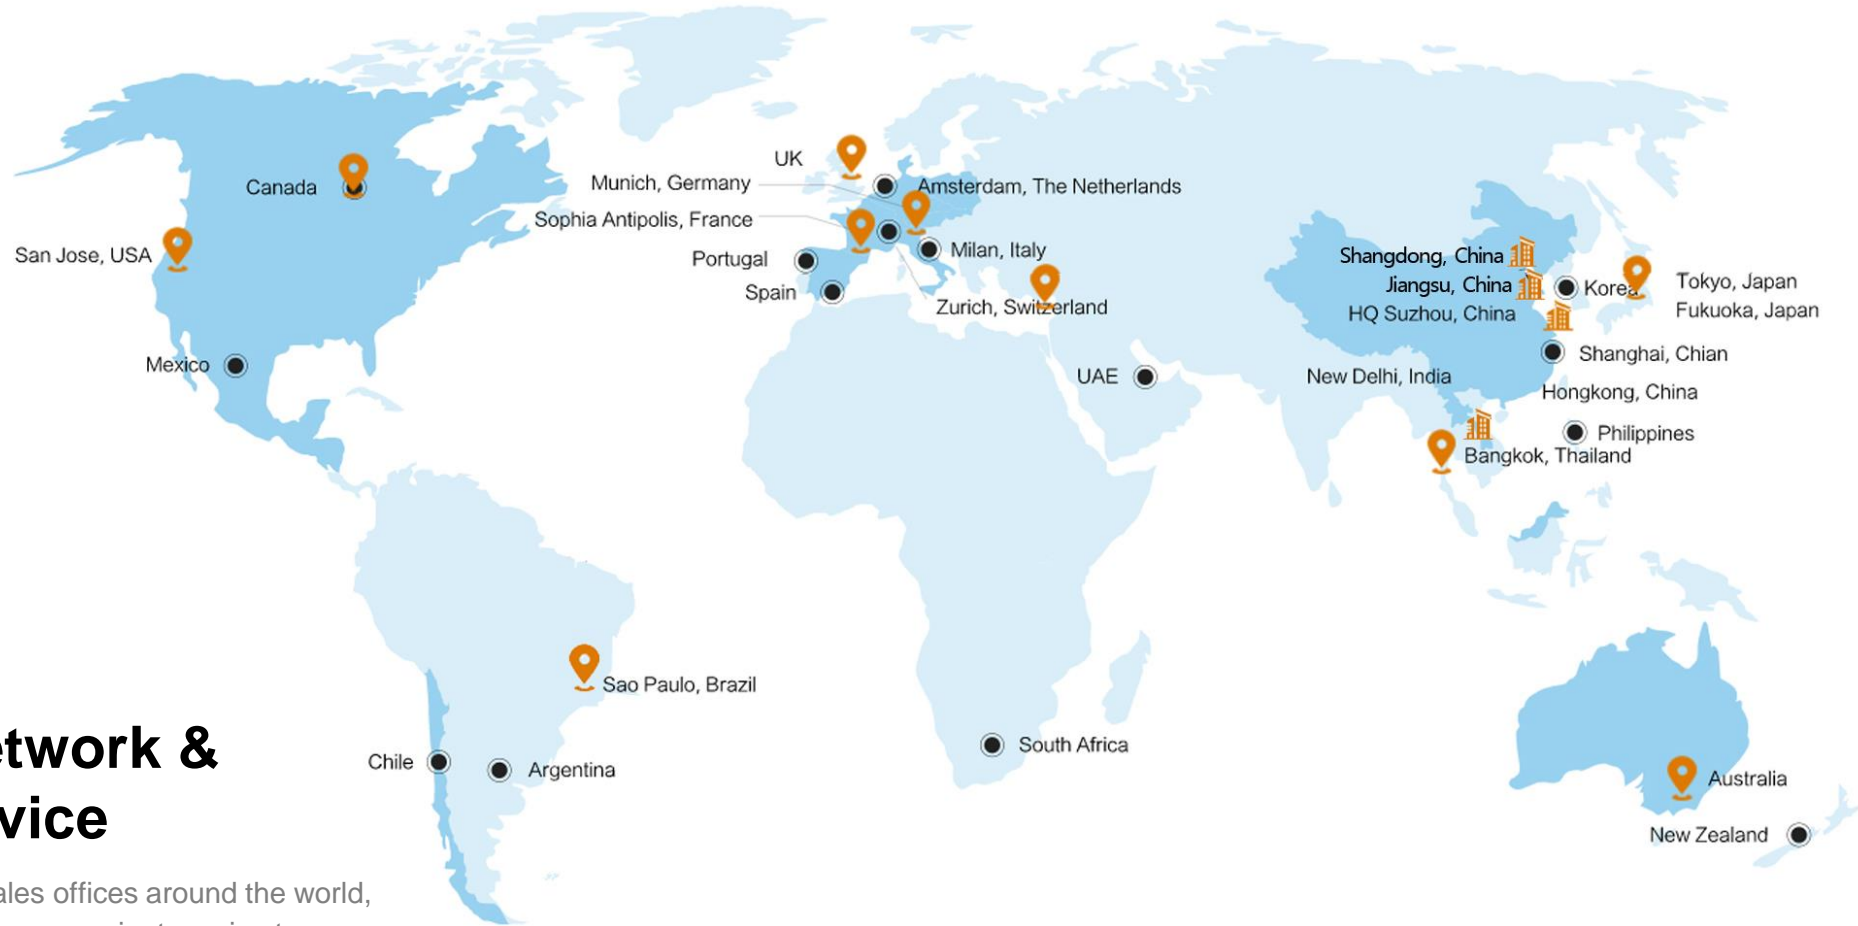 UK
Munich, Germany
Amsterdam, The Netherlands
Canada
Sophia Antipolis, France
San Jose, USA
Portugal
Milan, Italy
Spain
Zurich, Switzerland
Shangdong, China
Jiangsu, China
Korea
Tokyo, Japan
HQ Suzhou, China
Fukuoka, Japan
Mexico
UAE
New Delhi, India
Shanghai, Chian
Hongkong, China
Philippines
Bangkok, Thailand
Sao Paulo, Brazil
Chile
Argentina
South Africa
Australia
New Zealand
etwork &
vice
ales offices around the world,